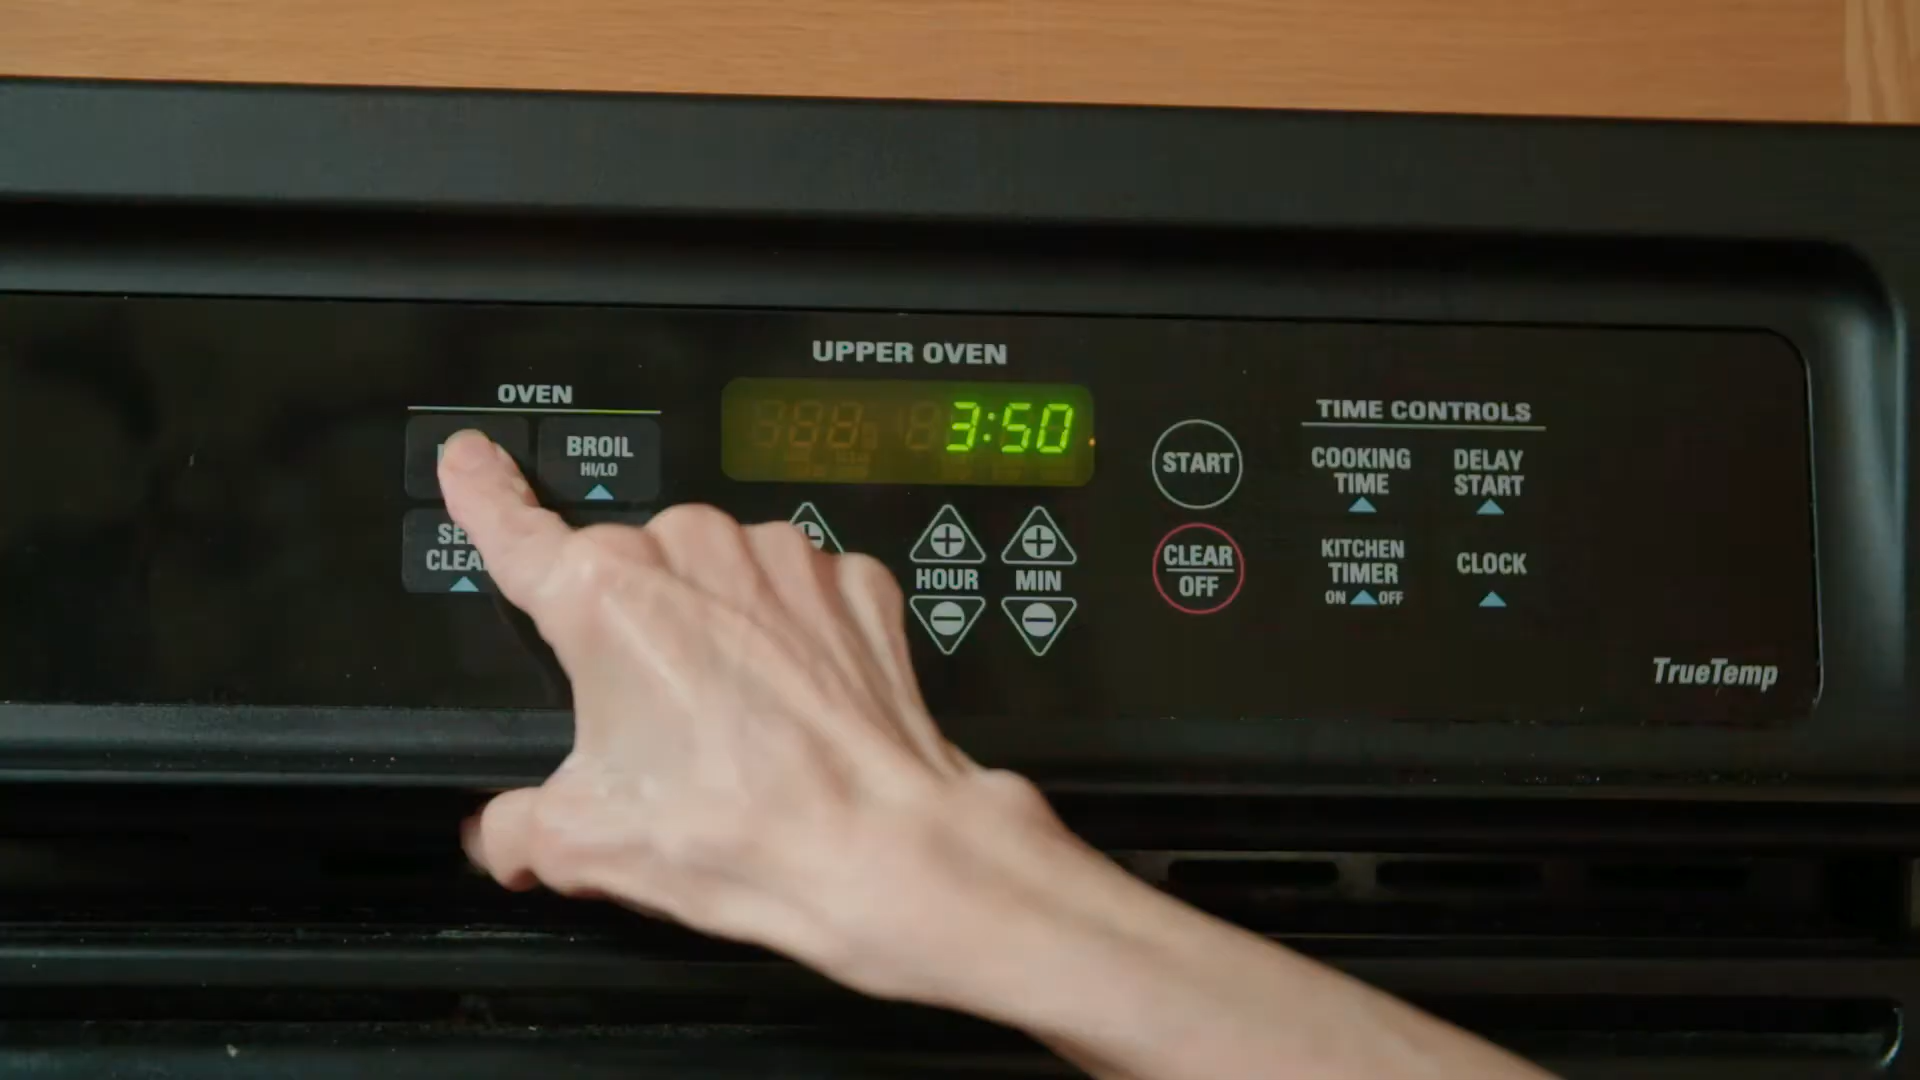 UPPER OVEN
OVEN
BROIL
HI/LO
CLEA
3:50
HOUR
MIN
START
CLEAR
OFF
TIME CONTROLS
COOKING
TIME
DELAY
START
KITCHEN
TIMER
ON OFF
CLOCK
TrueTemp